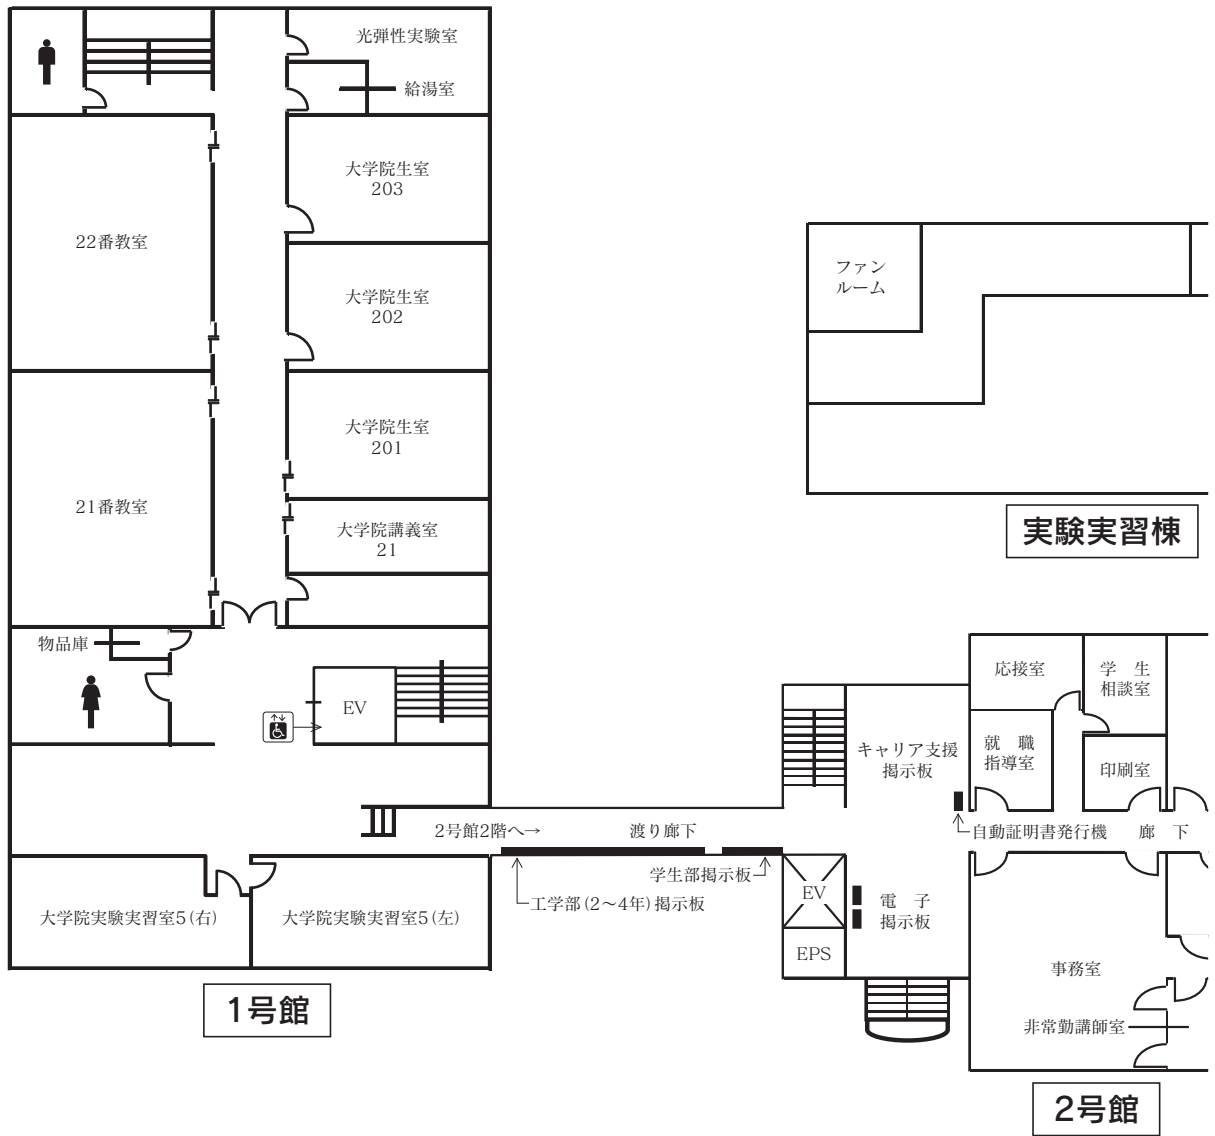 光弾性実験室
給湯室
大学院生室
203
22番教室
大学院生室
202
大学院生室
201
21番教室
大学院講義室
21
物品庫
EV
2号館2階へ→
渡り廊下
学生部掲示板
工学部(2〜4年)掲示板
大学院実験実習室5(右)
大学院実験実習室5(左)
1号館
ファン
ルーム
実験実習棟
応接室
学　生
相談室
キャリア支援
掲示板
就　職
指導室
印刷室
自動証明書発行機
廊　下
EV
電　子
掲示板
EPS
事務室
非常勤講師室
2号館